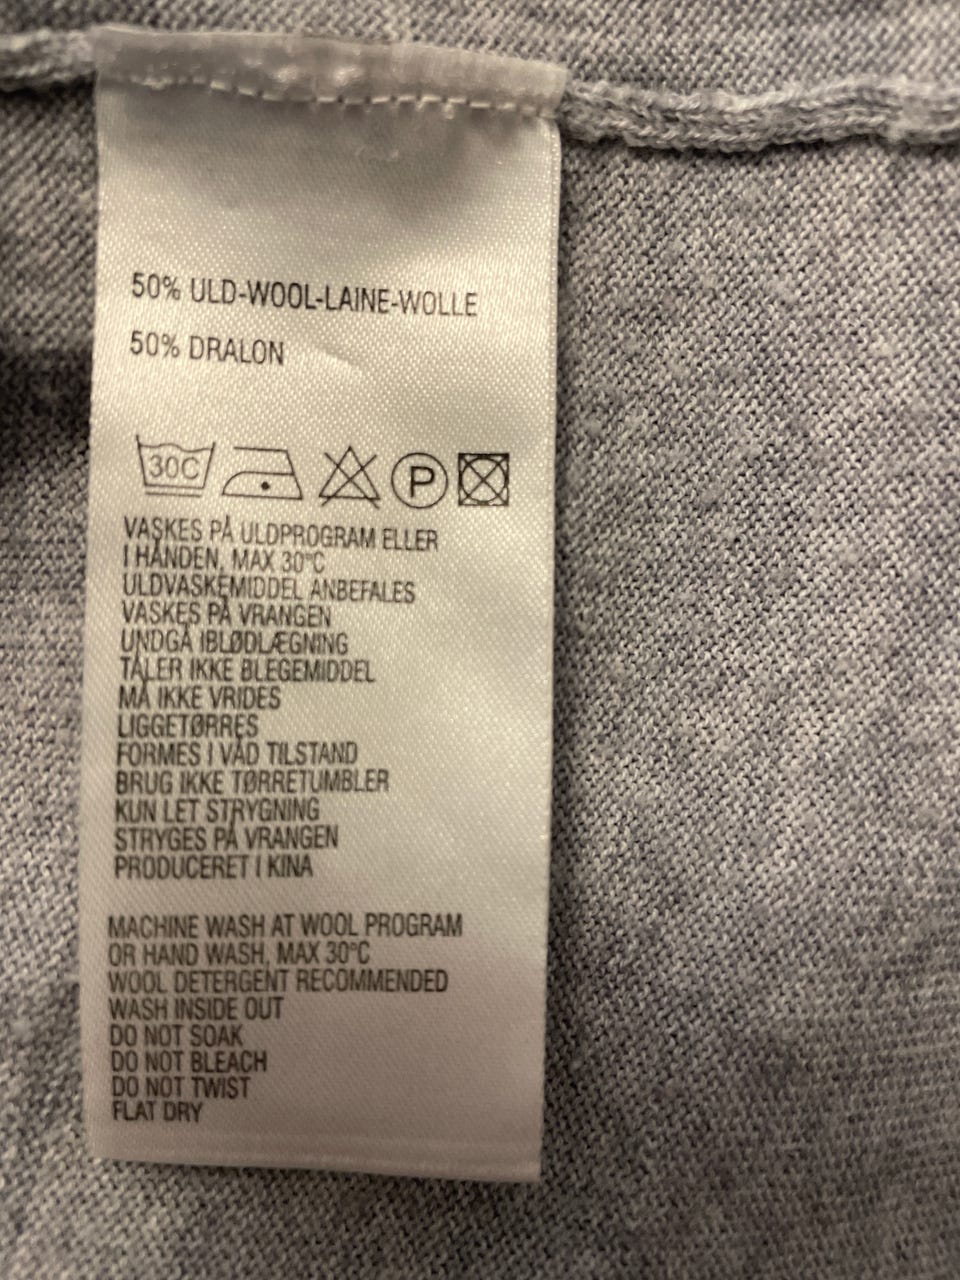 50% ULD-WOOL-LAINE-WOLLE
50% DRALON
30C P
VASKES PÅ ULDPROGRAM ELLER
I HÅNDEN, MAX 30°C
ULDVASKEMIDDEL ANBEFALES
VASKES PÅ VRANGEN
UNDGÅ IBLØDLÆGNING
TÅLER IKKE BLEGEMIDDEL
MÅ IKKE VRIDES
LIGGETØRRES
FORMES I VÅD TILSTAND
BRUG IKKE TØRRETUMBLER
KUN LET STRYGNING
STRYGES PÅ VRANGEN
PRODUCERET I KINA
MACHINE WASH AT WOOL PROGRAM
OR HAND WASH, MAX 30°C
WOOL DETERGENT RECOMMENDED
WASH INSIDE OUT
DO NOT SOAK
DO NOT BLEACH
DO NOT TWIST
FLAT DRY